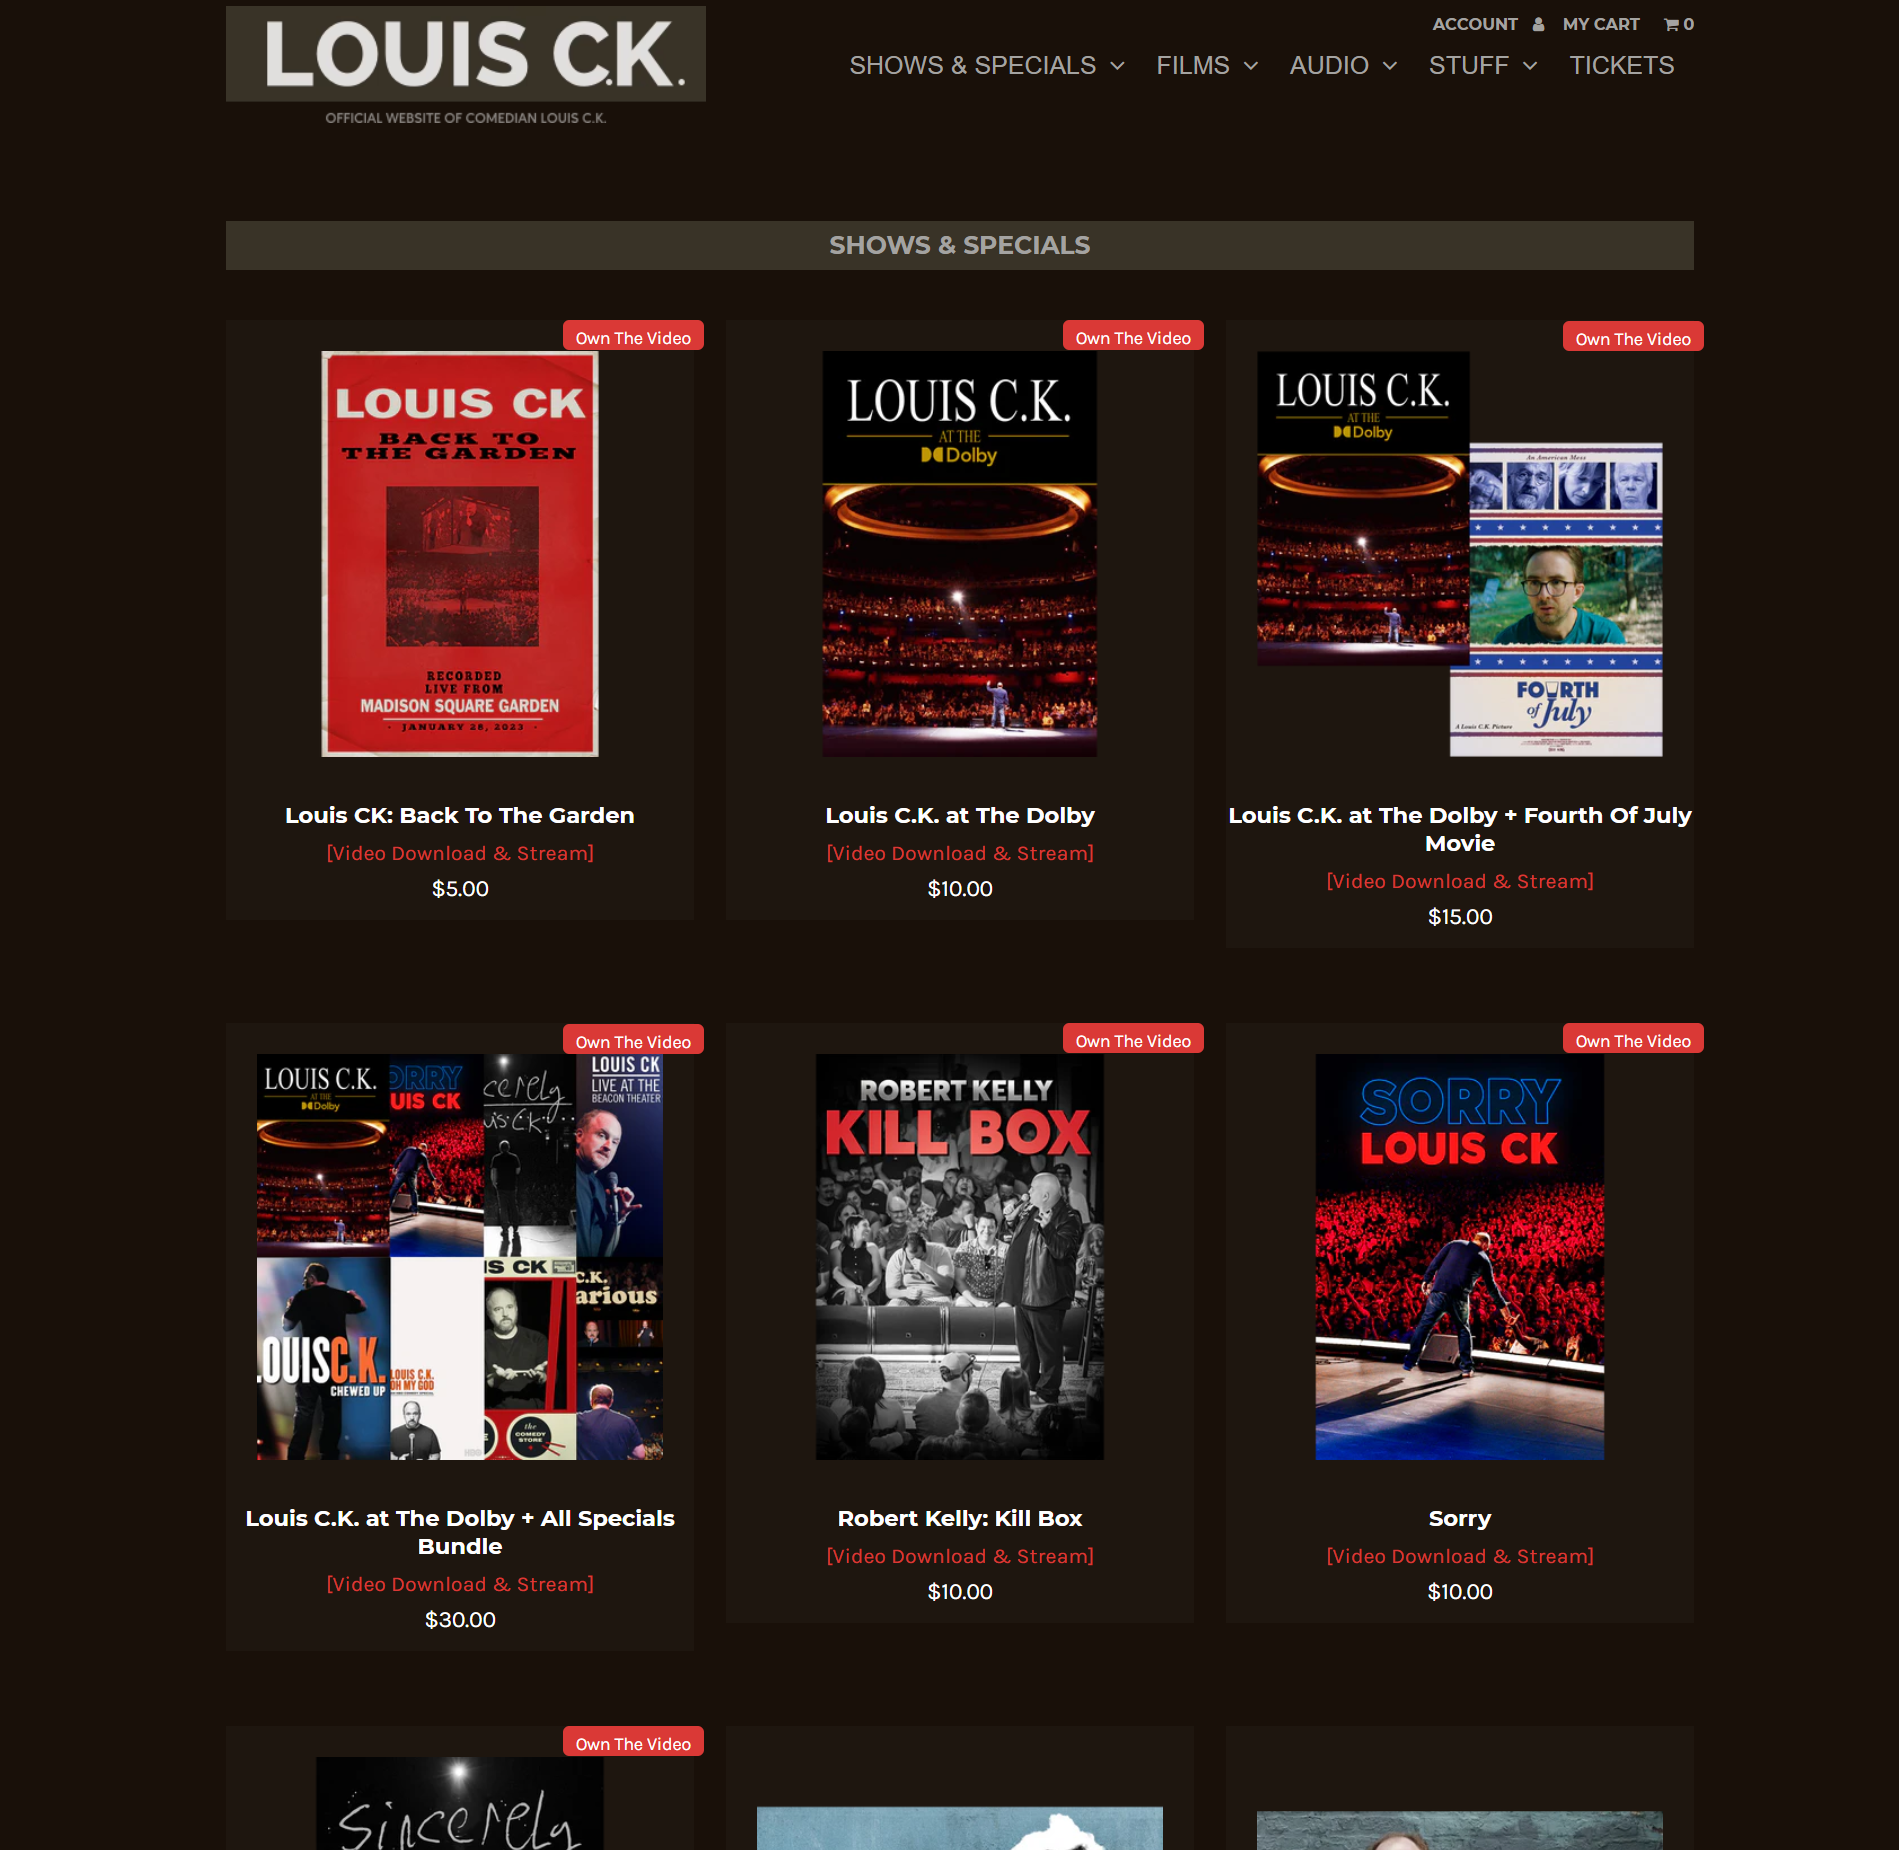 LOUIS C.K.
OFFICIAL WEBSITE OF COMEDIAN LOUIS C.K.
ACCOUNT MY CART 0
SHOWS & SPECIALS FILMS AUDIO STUFF TICKETS
SHOWS & SPECIALS
Own The Video
LOUIS CK
BACK TO
THE GARDEN
RECORDED
LIVE FROM
MADISON SQUARE GARDEN
JANUARY 28, 2023
Louis CK: Back To The Garden
[Video Download & Stream]
$5.00
Own The Video
LOUIS C.K.
AT THE
Dolby
Louis C.K. at The Dolby
[Video Download & Stream]
$10.00
Own The Video
LOUIS C.K.
AT THE
Dolby
An American Mess
FOURTH
of July
A Louis C.K. Picture
Louis C.K. at The Dolby + Fourth Of July
Movie
[Video Download & Stream]
$15.00
Own The Video
LOUIS C.K.
AT THE
Dolby
ORRY
UIS CK
cerely
uis C.K.
LOUIS CK
LIVE AT THE
BEACON THEATER
OUIS C.K.
CHEWED UP
LOUIS C.K.
OH MY GOD
IS CK
the
COMEDY
STORE
C.K.
arious
Louis C.K. at The Dolby + All Specials
Bundle
[Video Download & Stream]
$30.00
Own The Video
ROBERT KELLY
KILL BOX
Robert Kelly: Kill Box
[Video Download & Stream]
$10.00
Own The Video
SORRY
LOUIS CK
Sorry
[Video Download & Stream]
$10.00
Own The Video
Sincerely